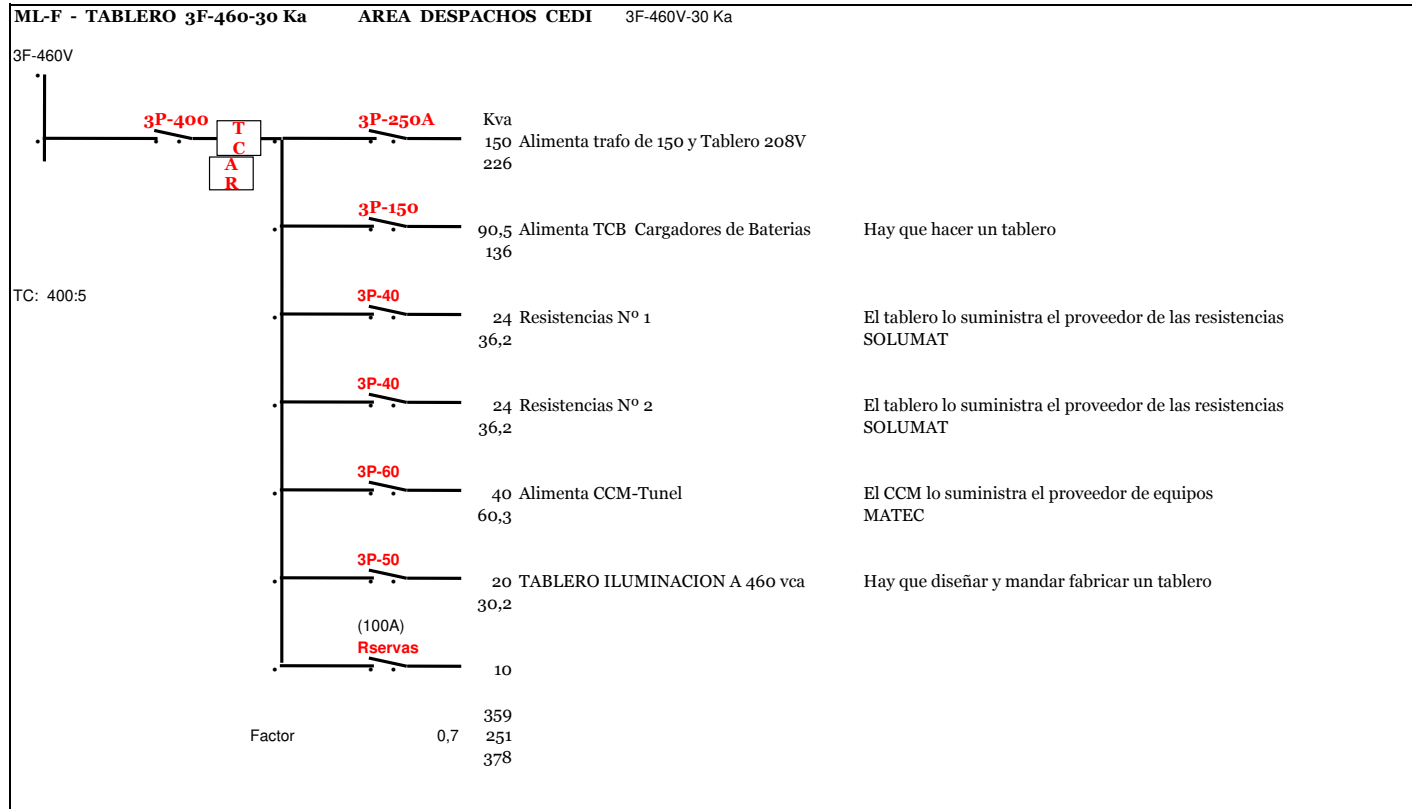 ML-F - TABLERO 3F-460-30 Ka AREA DESPACHOS CEDI 3F-460V-30 Ka
3F-460V
3P-400 T C 3P-250A Kva
150 Alimenta trafo de 150 y Tablero 208V
A R 226
3P-150
90,5 Alimenta TCB Cargadores de Baterias Hay que hacer un tablero
136
TC: 400:5 3P-40
24 Resistencias Nº 1 El tablero lo suministra el proveedor de las resistencias
36,2 SOLUMAT
3P-40
24 Resistencias Nº 2 El tablero lo suministra el proveedor de las resistencias
36,2 SOLUMAT
3P-60
40 Alimenta CCM-Tunel El CCM lo suministra el proveedor de equipos
60,3 MATEC
3P-50
20 TABLERO ILUMINACION A 460 vca Hay que diseñar y mandar fabricar un tablero
30,2
(100A)
Rservas
10
359
Factor 0,7 251
378